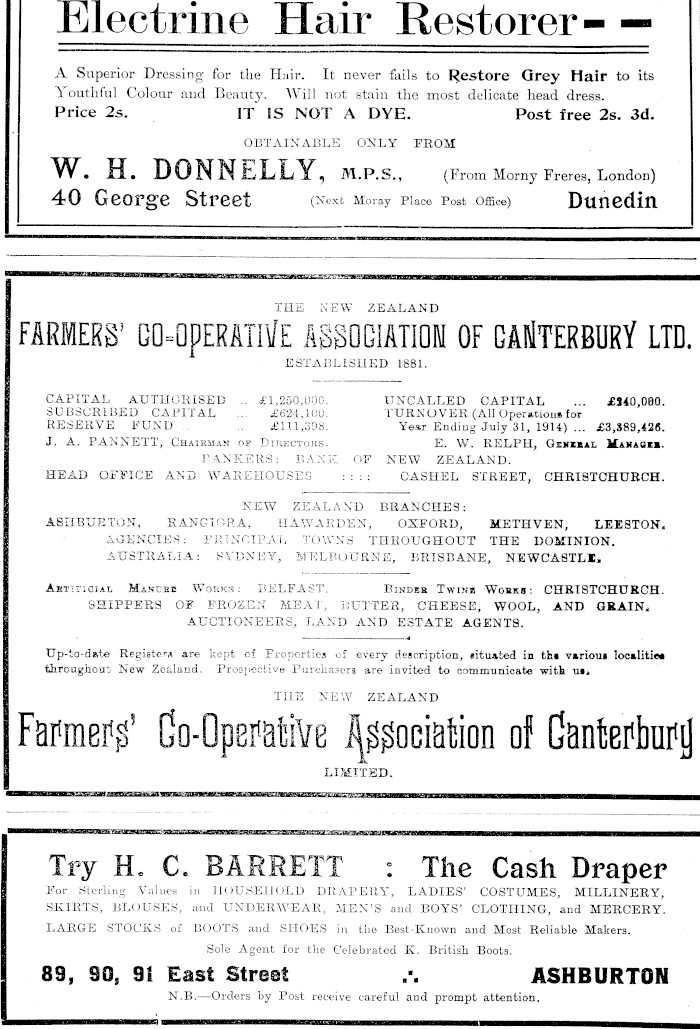 Electrine Hair Restorer
A Superior Dressing for the Hair. It never fails to Restore Grey Hair to its
Youthful Colour and Beauty. Will not stain the most delicate head dress.
Price 2s. IT IS NOT A DYE. Post free 2s. 3d.
OBTAINABLE ONLY FROM
W. H. DONNELLY, M.P.S., (From Morny Freres, London)
40 George Street (Next Moray Place Post Office) Dunedin
THE NEW ZEALAND
FARMERS' CO-OPERATIVE ASSOCIATION OF CANTERBURY LTD.
ESTABLISHED 1881.
CAPITAL AUTHORISED .. £1,250,000. UNCALLED CAPITAL ... £240,000.
SUBSCRIBED CAPITAL .. £624,100. TURNOVER (All Operations for
RESERVE FUND .. .. £111,398. Year Ending July 31, 1914) ... £3,389,426.
J. A. PANNETT, CHAIRMAN OF DIRECTORS. E. W. RELPH, GENERAL MANAGER.
BANKERS: BANK OF NEW ZEALAND.
HEAD OFFICE AND WAREHOUSES :::: CASHEL STREET, CHRISTCHURCH.
NEW ZEALAND BRANCHES:
ASHBURTON, RANGIORA, HAWARDEN, OXFORD, METHVEN, LEESTON.
AGENCIES: PRINCIPAL TOWNS THROUGHOUT THE DOMINION.
AUSTRALIA: SYDNEY, MELBOURNE, BRISBANE, NEWCASTLE.
ARTIFICIAL MANURE WORKS: BELFAST. BINDER TWINE WORKS: CHRISTCHURCH.
SHIPPERS OF FROZEN MEAT, BUTTER, CHEESE, WOOL, AND GRAIN.
AUCTIONEERS, LAND AND ESTATE AGENTS.
Up-to-date Registers are kept of Properties of every description, situated in the various localities
throughout New Zealand. Prospective Purchasers are invited to communicate with us.
THE NEW ZEALAND
Farmers' Co-Operative Association of Canterbury
LIMITED.
Try H. C. BARRETT : The Cash Draper
For Sterling Values in HOUSEHOLD DRAPERY, LADIES' COSTUMES, MILLINERY,
SKIRTS, BLOUSES, and UNDERWEAR, MEN'S and BOYS' CLOTHING, and MERCERY.
LARGE STOCKS of BOOTS and SHOES in the Best-Known and Most Reliable Makers.
Sole Agent for the Celebrated K. British Boots.
89, 90, 91 East Street ∴ ASHBURTON
N.B.—Orders by Post receive careful and prompt attention.